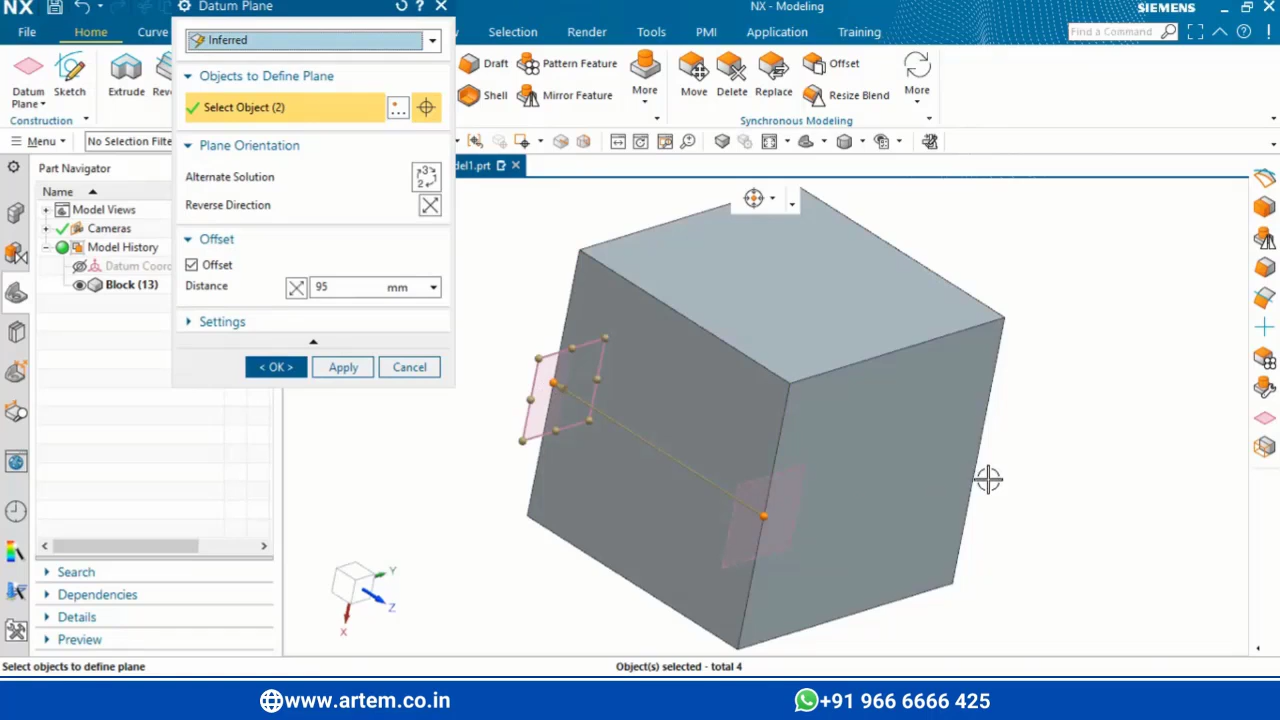 NX
Datum Plane
NX - Modeling
SIEMENS
File
Home
Curve
Selection
Render
Tools
PMI
Application
Training
Find a Command
Inferred
Objects to Define Plane
Select Object (2)
Plane Orientation
Alternate Solution
Reverse Direction
Offset
Offset
Distance
95 mm
Settings
< OK >
Apply
Cancel
Datum Plane
Sketch
Extrude
Construction
Draft
Shell
Pattern Feature
Mirror Feature
More
Move
Delete
Replace
Offset
Resize Blend
More
Synchronous Modeling
Menu
No Selection Filte
del1.prt
Part Navigator
Name
Model Views
Cameras
Model History
Datum Coord
Block (13)
Search
Dependencies
Details
Preview
Y
Z
X
Select objects to define plane
Object(s) selected - total 4
www.artem.co.in
+91 966 6666 425